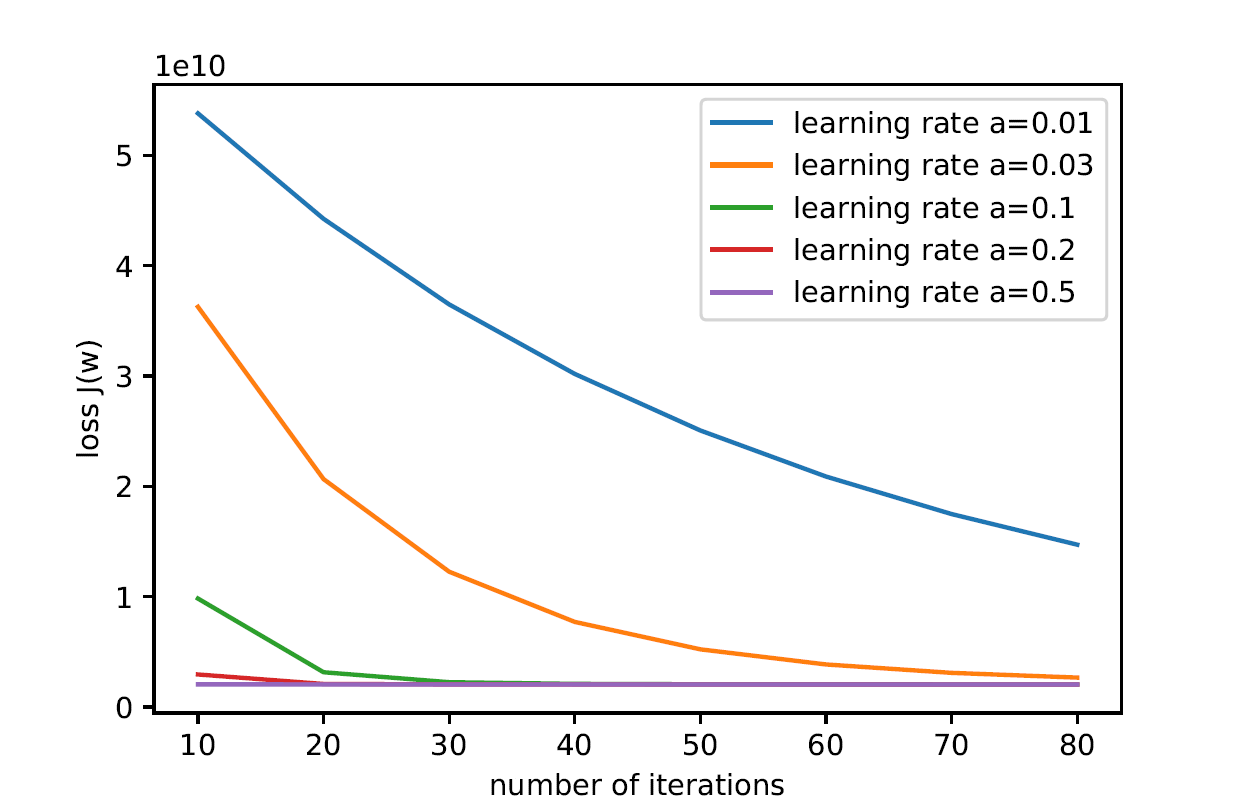 1e10
5
4
3
2
1
0
loss J(w)
learning rate a=0.01
learning rate a=0.03
learning rate a=0.1
learning rate a=0.2
learning rate a=0.5
10 20 30 40 50 60 70 80
number of iterations